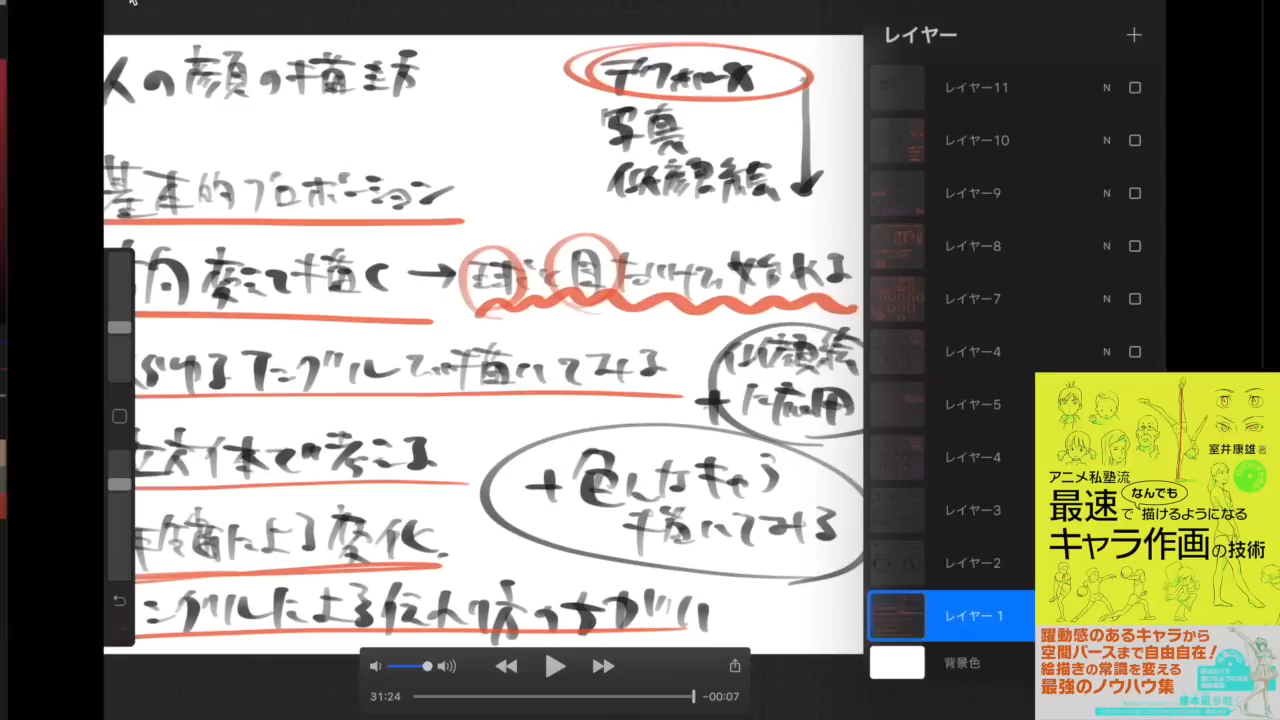 人の顔の描き方
デフォルメ
写真
似顔絵
基本的プロポーション
向変えて描く→球と目だけで始める
らゆるアングルで描いてみる
似顔絵
に応用
立方体で考える
+色んなキャラ
描いてみる
年齢による変化
ングルによる伝わり方のちがい
レイヤー
+
レイヤー11 N
レイヤー10 N
レイヤー9 N
レイヤー8 N
レイヤー7 N
レイヤー4 N
レイヤー5
レイヤー4
レイヤー3
レイヤー2
レイヤー 1
背景色
31:24
-00:07
室井康雄 著
アニメ私塾流
最速でなんでも描けるようになる
キャラ作画の技術
躍動感のあるキャラから
空間パースまで自由自在!
絵描きの常識を変える
最強のノウハウ集